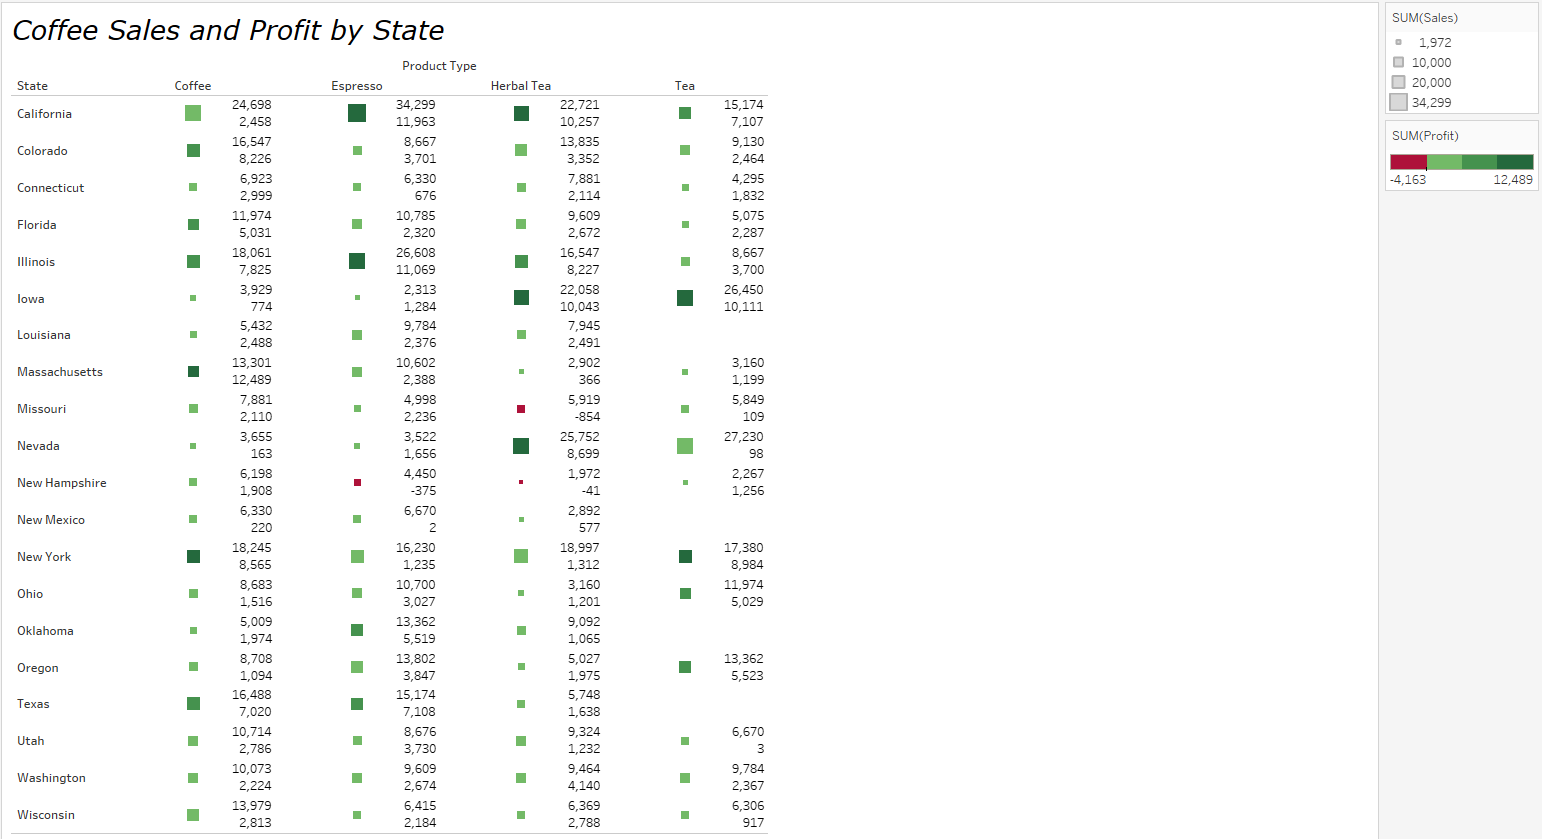 Coffee Sales and Profit by State
Product Type
State Coffee Espresso Herbal Tea Tea
California 24,698 34,299 22,721 15,174
2,458 11,963 10,257 7,107
Colorado 16,547 8,667 13,835 9,130
8,226 3,701 3,352 2,464
Connecticut 6,923 6,330 7,881 4,295
2,999 676 2,114 1,832
Florida 11,974 10,785 9,609 5,075
5,031 2,320 2,672 2,287
Illinois 18,061 26,608 16,547 8,667
7,825 11,069 8,227 3,700
Iowa 3,929 2,313 22,058 26,450
774 1,284 10,043 10,111
Louisiana 5,432 9,784 7,945
2,488 2,376 2,491
Massachusetts 13,301 10,602 2,902 3,160
12,489 2,388 366 1,199
Missouri 7,881 4,998 5,919 5,849
2,110 2,236 -854 109
Nevada 3,655 3,522 25,752 27,230
163 1,656 8,699 98
New Hampshire 6,198 4,450 1,972 2,267
1,908 -375 -41 1,256
New Mexico 6,330 6,670 2,892
220 2 577
New York 18,245 16,230 18,997 17,380
8,565 1,235 1,312 8,984
Ohio 8,683 10,700 3,160 11,974
1,516 3,027 1,201 5,029
Oklahoma 5,009 13,362 9,092
1,974 5,519 1,065
Oregon 8,708 13,802 5,027 13,362
1,094 3,847 1,975 5,523
Texas 16,488 15,174 5,748
7,020 7,108 1,638
Utah 10,714 8,676 9,324 6,670
2,786 3,730 1,232 3
Washington 10,073 9,609 9,464 9,784
2,224 2,674 4,140 2,367
Wisconsin 13,979 6,415 6,369 6,306
2,813 2,184 2,788 917
SUM(Sales)
1,972
10,000
20,000
34,299
SUM(Profit)
-4,163 12,489